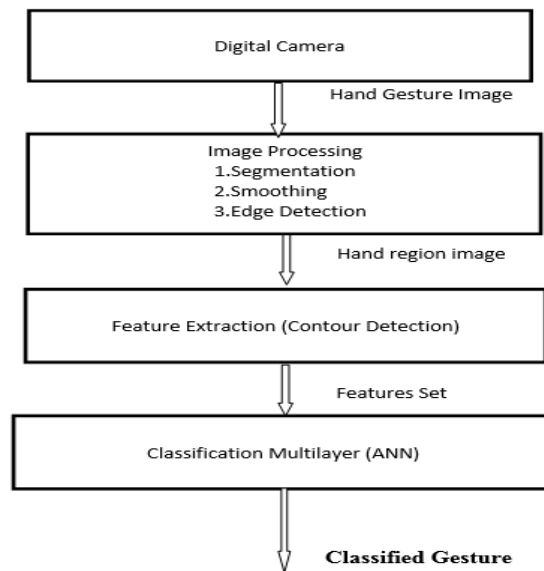 Digital Camera
Hand Gesture Image
Image Processing
1.Segmentation
2.Smoothing
3.Edge Detection
Hand region image
Feature Extraction (Contour Detection)
Features Set
Classification Multilayer (ANN)
Classified Gesture